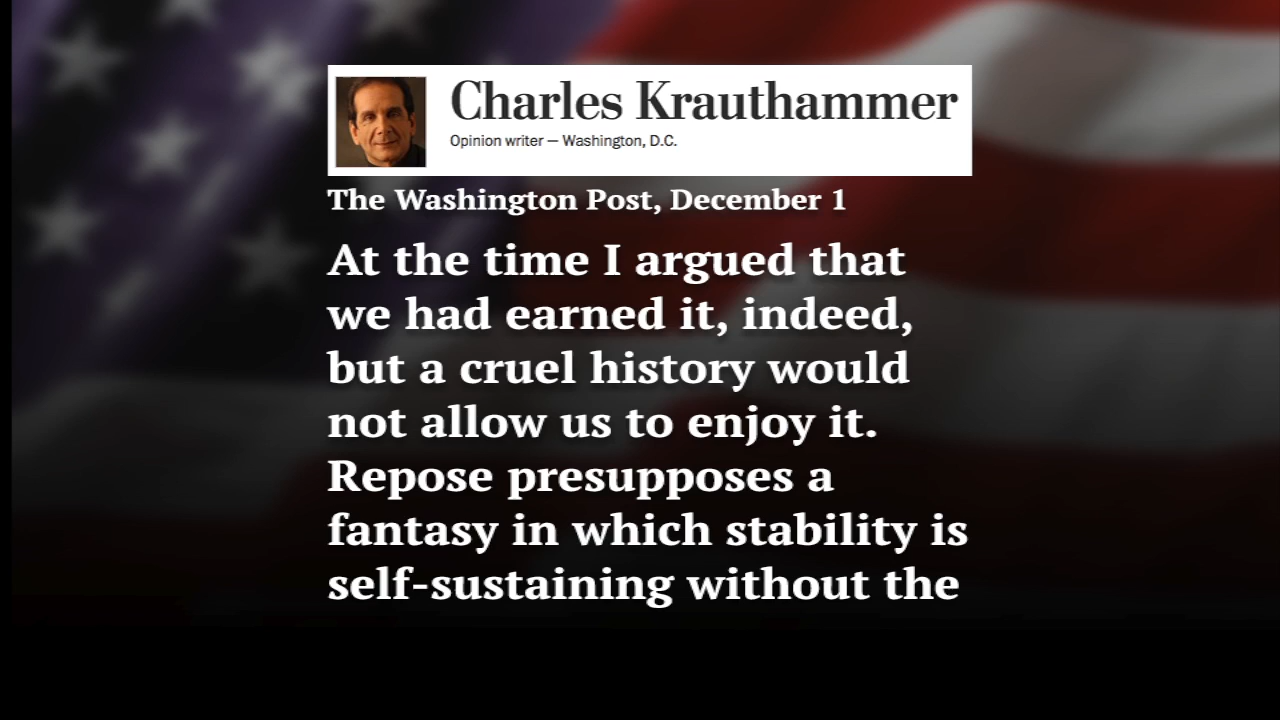 Charles Krauthammer
Opinion writer — Washington, D.C.
The Washington Post, December 1
At the time I argued that
we had earned it, indeed,
but a cruel history would
not allow us to enjoy it.
Repose presupposes a
fantasy in which stability is
self-sustaining without the